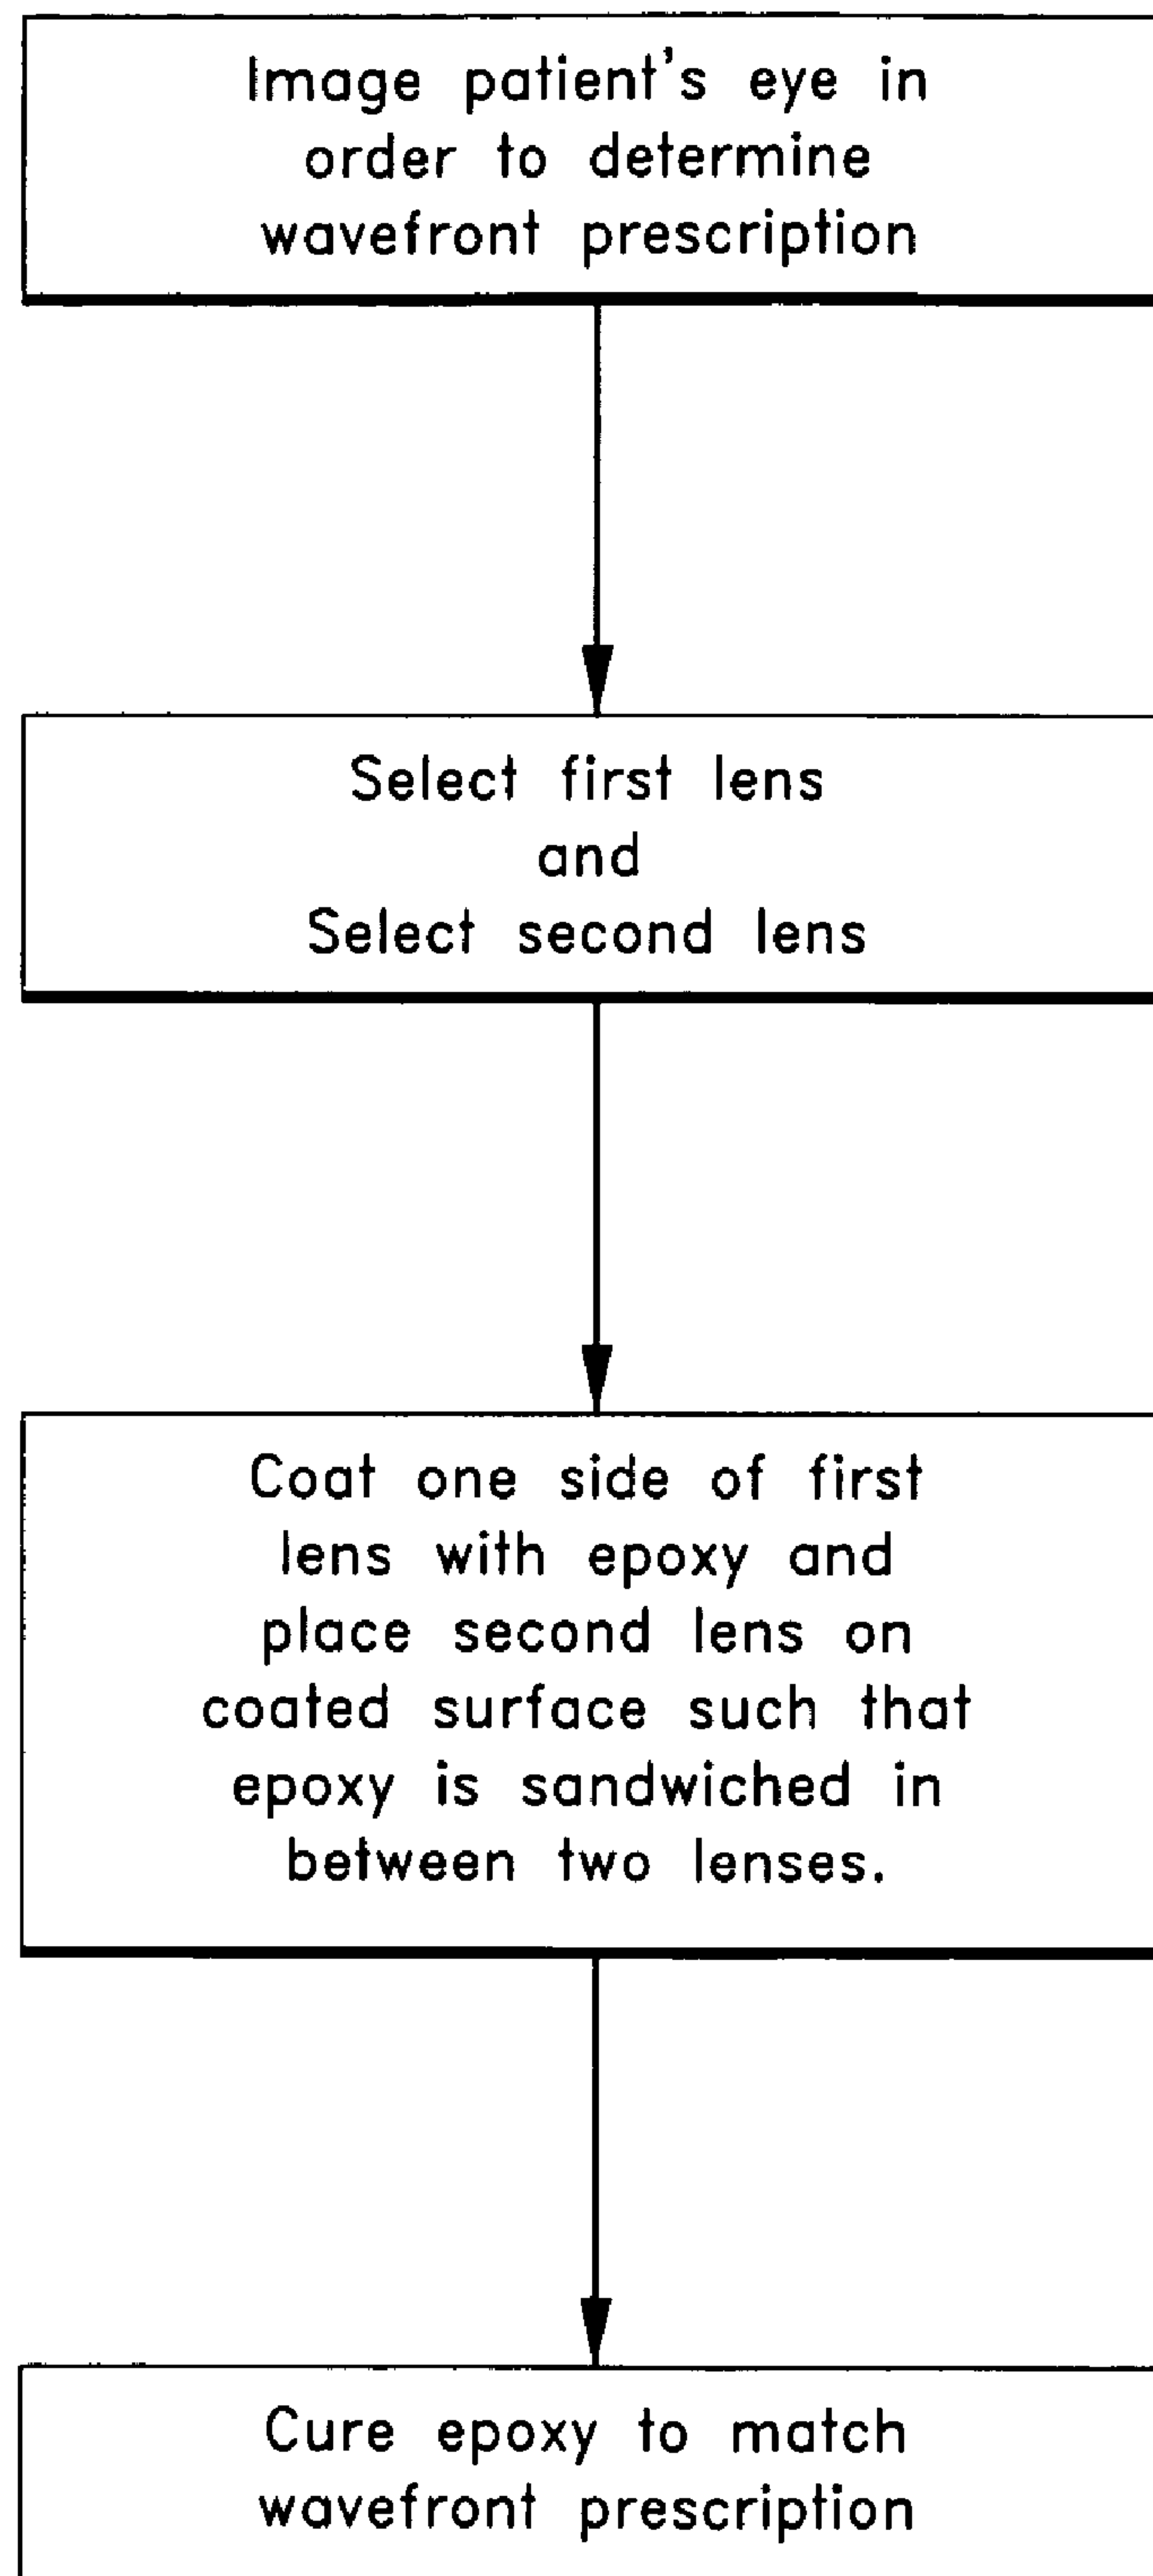 Image patient's eye in
order to determine
wavefront prescription
Select first lens
and
Select second lens
Coat one side of first
lens with epoxy and
place second lens on
coated surface such that
epoxy is sandwiched in
between two lenses.
Cure epoxy to match
wavefront prescription